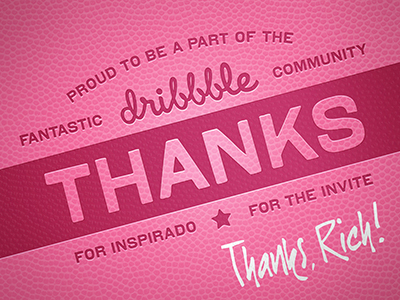 PROUD TO BE A PART OF THE
FANTASTIC dribbble COMMUNITY
THANKS
FOR INSPIRADO ★ FOR THE INVITE
Thanks, Rich!